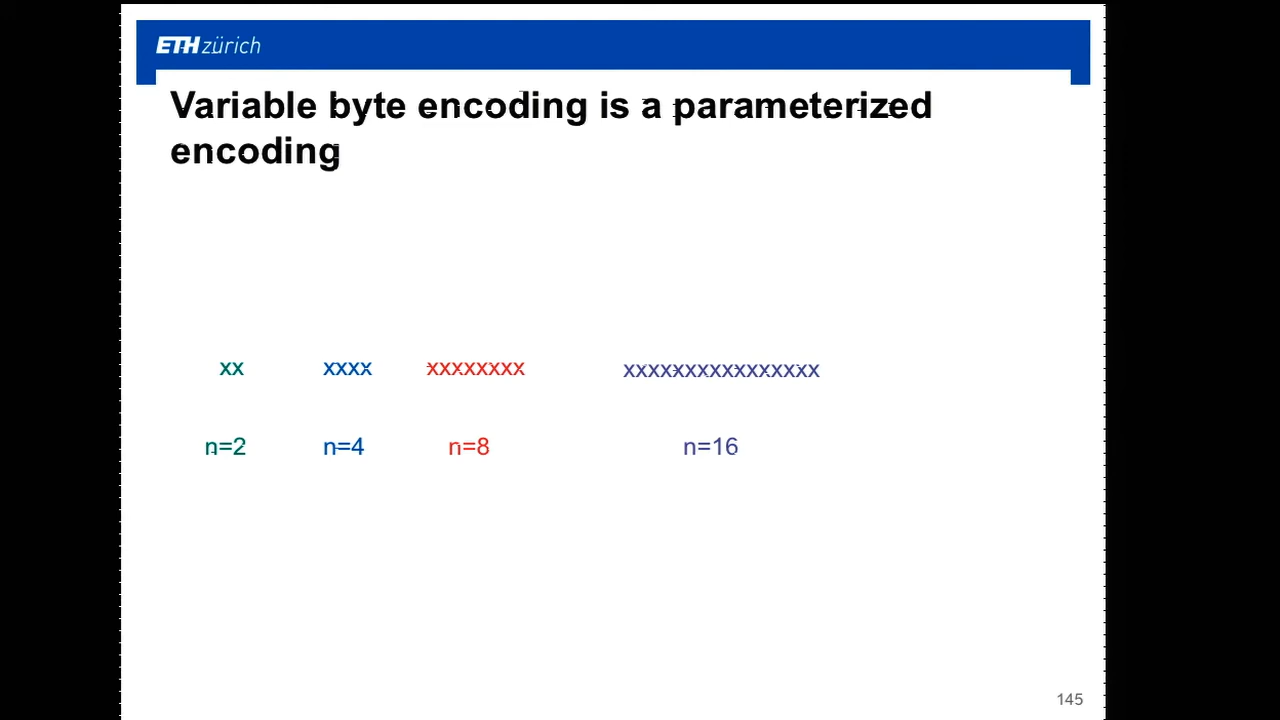 ETH zürich
Variable byte encoding is a parameterized
encoding
xx xxxx xxxxxxxx xxxxxxxxxxxxxxxx
n=2 n=4 n=8 n=16
145